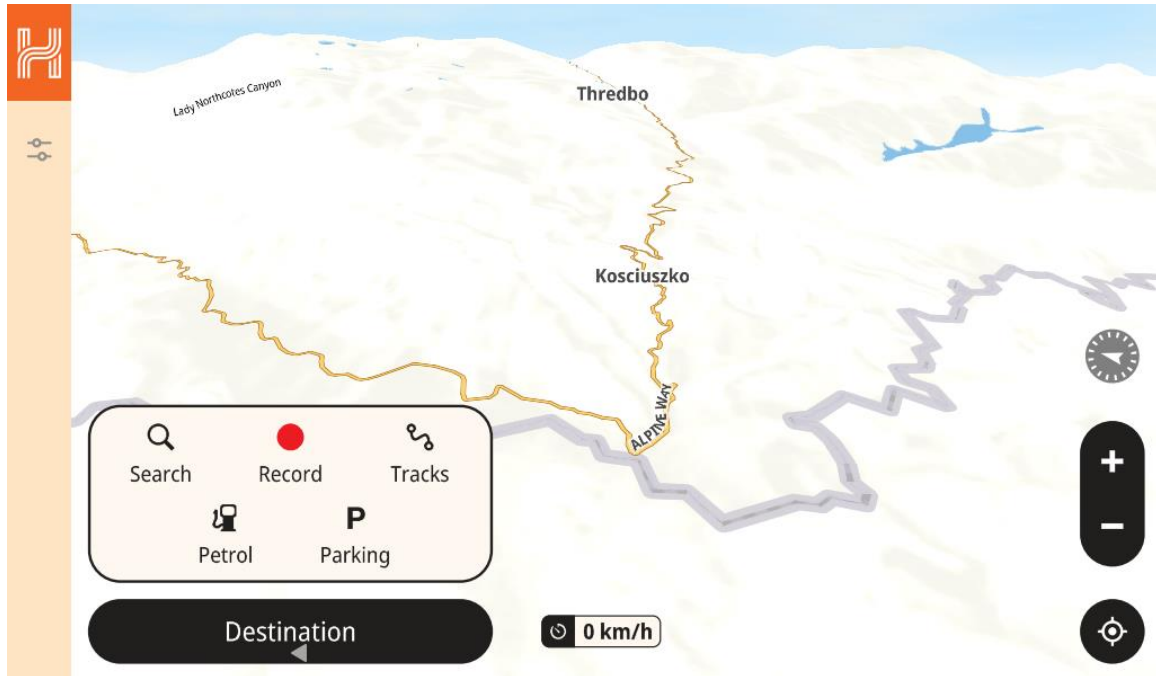 Lady Northcotes Canyon
Thredbo
Kosciuszko
ALPINE WAY
Search
Record
Tracks
P
Petrol
Parking
+
−
Destination
0 km/h